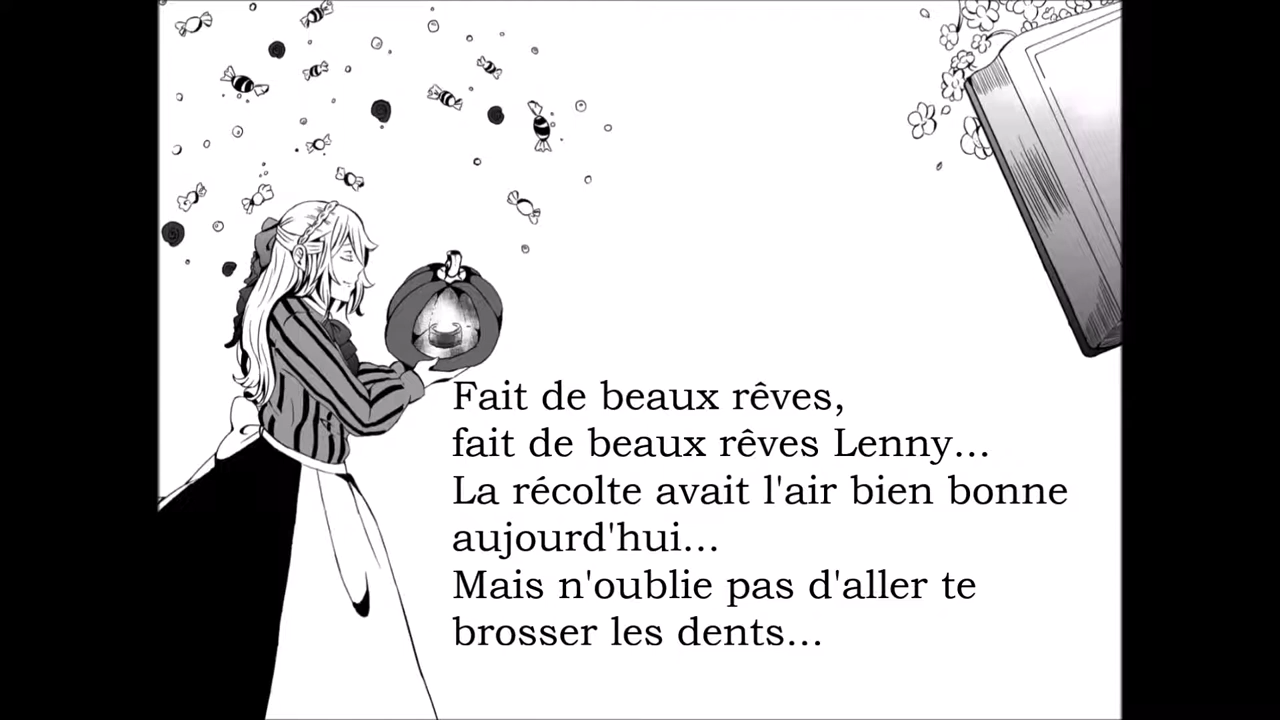 Fait de beaux rêves,
fait de beaux rêves Lenny...
La récolte avait l'air bien bonne
aujourd'hui...
Mais n'oublie pas d'aller te
brosser les dents...